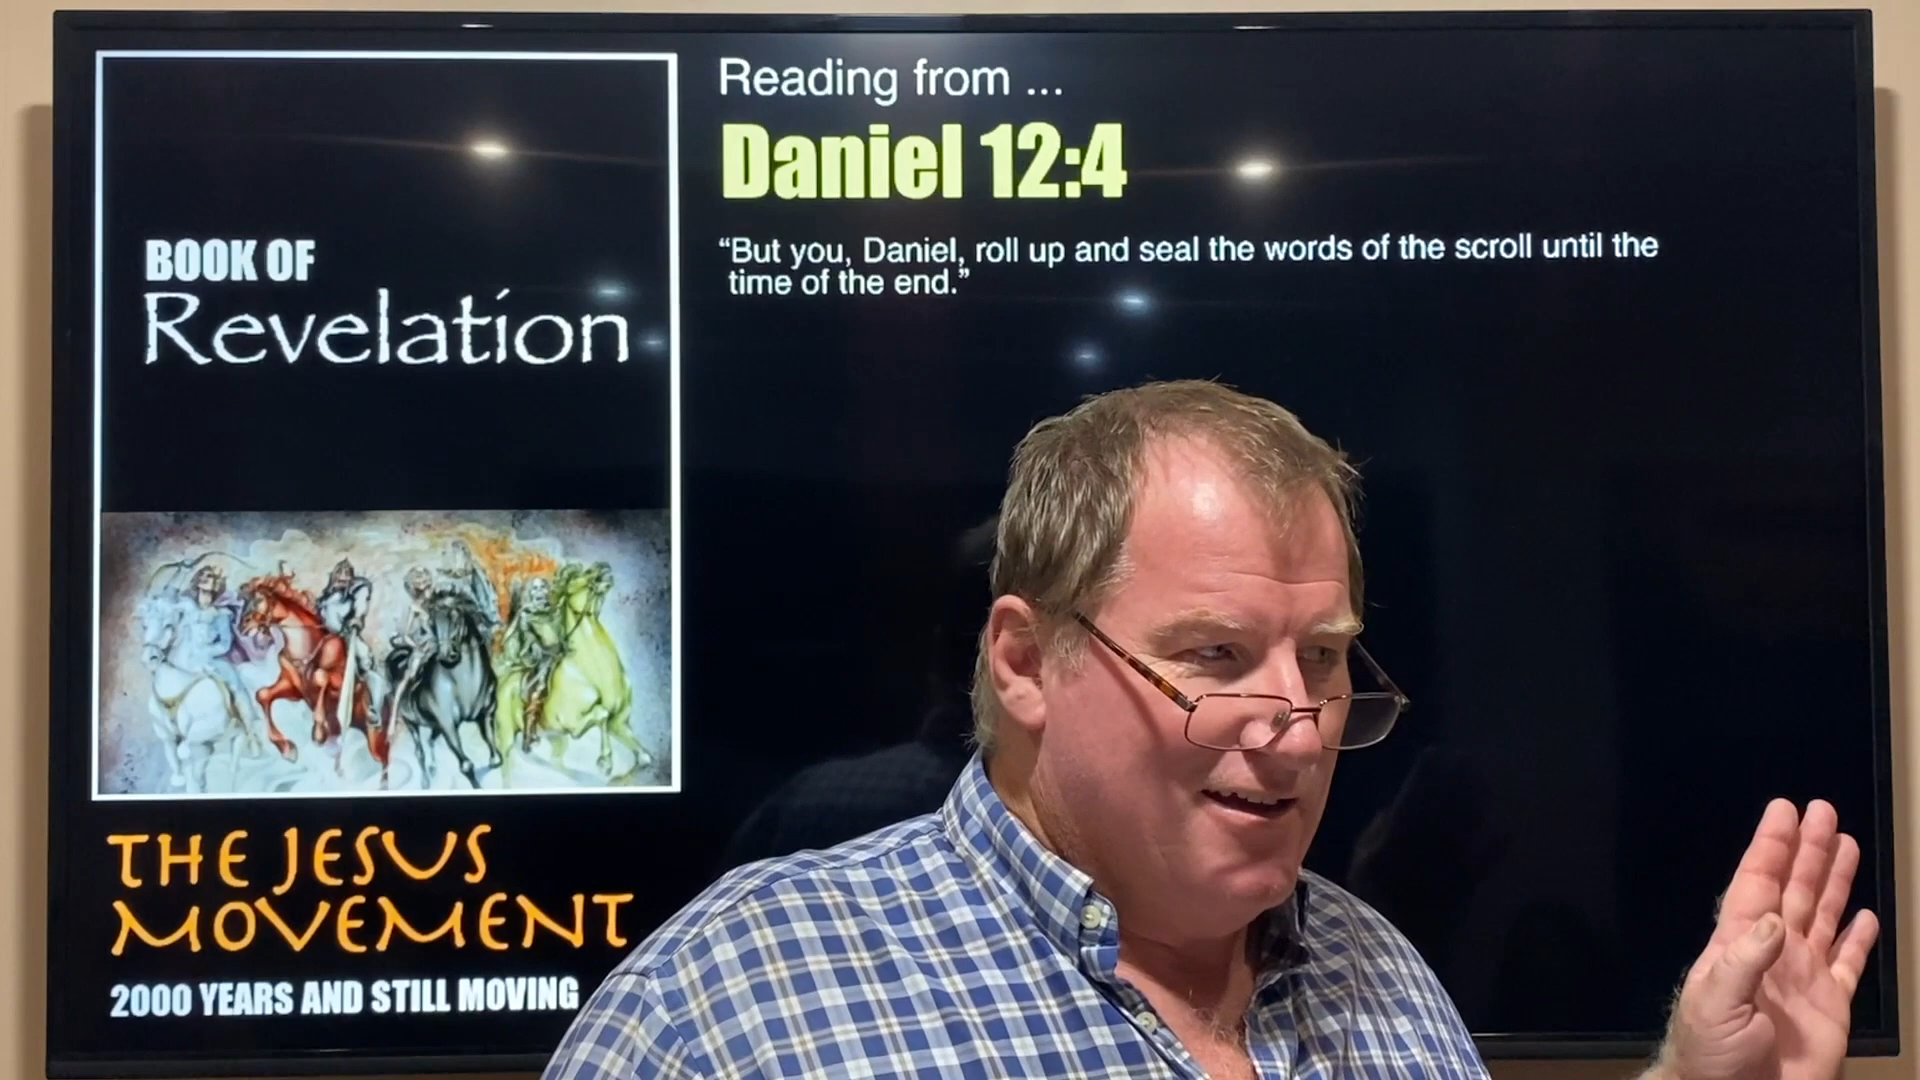 BOOK OF
Revelation
THE JESUS
MOVEMENT
2000 YEARS AND STILL MOVING
Reading from ...
Daniel 12:4
“But you, Daniel, roll up and seal the words of the scroll until the
time of the end.”